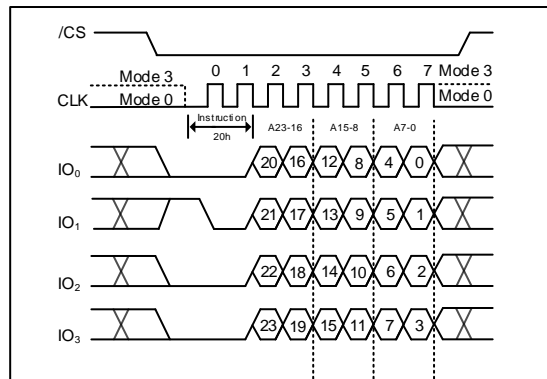 /CS
0 1 2 3 4 5 6 7
Mode 3 Mode 3
CLK Mode 0 Mode 0
Instruction A23-16 A15-8 A7-0
20h
IO0 20 16 12 8 4 0
IO1 21 17 13 9 5 1
IO2 22 18 14 10 6 2
IO3 23 19 15 11 7 3